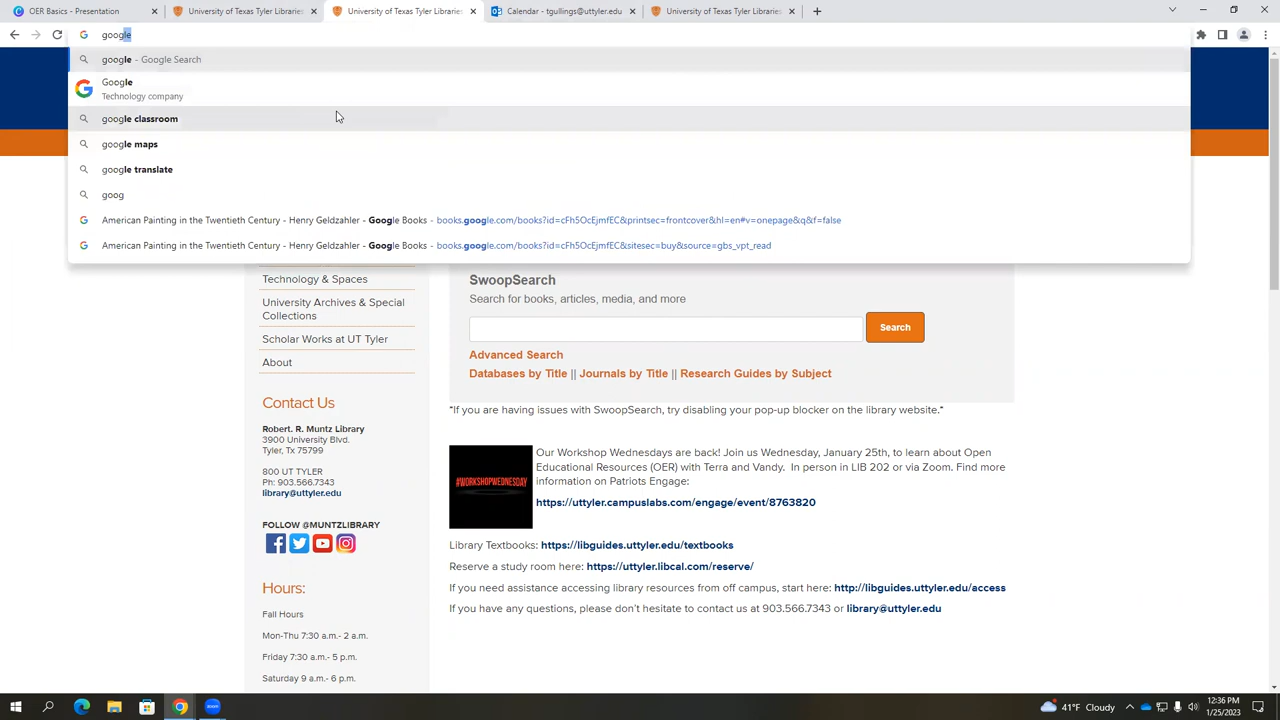 OER Basics - Presentation
University of Texas Tyler Libraries
University of Texas Tyler Libraries
Calendar - tgullings@uttyler.edu
University of Texas Tyler Libraries
google
google - Google Search
Google
Technology company
google classroom
google maps
google translate
goog
American Painting in the Twentieth Century - Henry Geldzahler - Google Books - books.google.com/books?id=cFh5OcEjmfEC&printsec=frontcover&hl=en#v=onepage&q&f=false
American Painting in the Twentieth Century - Henry Geldzahler - Google Books - books.google.com/books?id=cFh5OcEjmfEC&sitesec=buy&source=gbs_vpt_read
Technology & Spaces
University Archives & Special
Collections
Scholar Works at UT Tyler
About
Contact Us
Robert. R. Muntz Library
3900 University Blvd.
Tyler, Tx 75799
800 UT TYLER
Ph: 903.566.7343
library@uttyler.edu
FOLLOW @MUNTZLIBRARY
Hours:
Fall Hours
Mon-Thu 7:30 a.m.- 2 a.m.
Friday 7:30 a.m.- 5 p.m.
Saturday 9 a.m.- 6 p.m.
SwoopSearch
Search for books, articles, media, and more
Search
Advanced Search
Databases by Title || Journals by Title || Research Guides by Subject
*If you are having issues with SwoopSearch, try disabling your pop-up blocker on the library website.*
#WORKSHOPWEDNESDAY
Our Workshop Wednesdays are back! Join us Wednesday, January 25th, to learn about Open
Educational Resources (OER) with Terra and Vandy. In person in LIB 202 or via Zoom. Find more
information on Patriots Engage:
https://uttyler.campuslabs.com/engage/event/8763820
Library Textbooks: https://libguides.uttyler.edu/textbooks
Reserve a study room here: https://uttyler.libcal.com/reserve/
If you need assistance accessing library resources from off campus, start here: http://libguides.uttyler.edu/access
If you have any questions, please don't hesitate to contact us at 903.566.7343 or library@uttyler.edu
zoom
41°F Cloudy
12:36 PM
1/25/2023